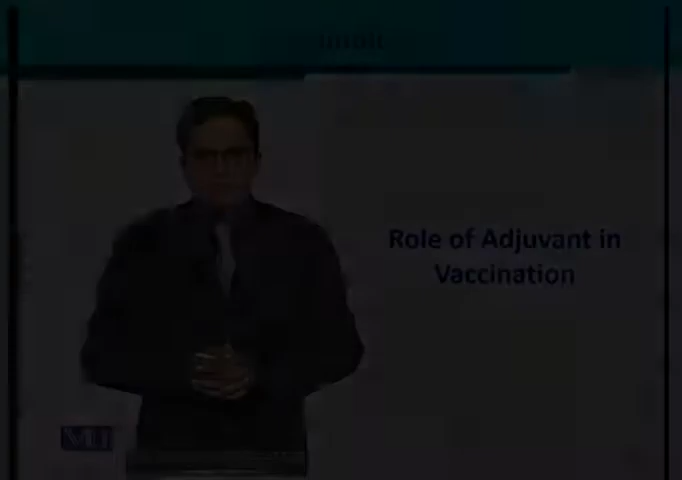 Role of Adjuvant in
Vaccination